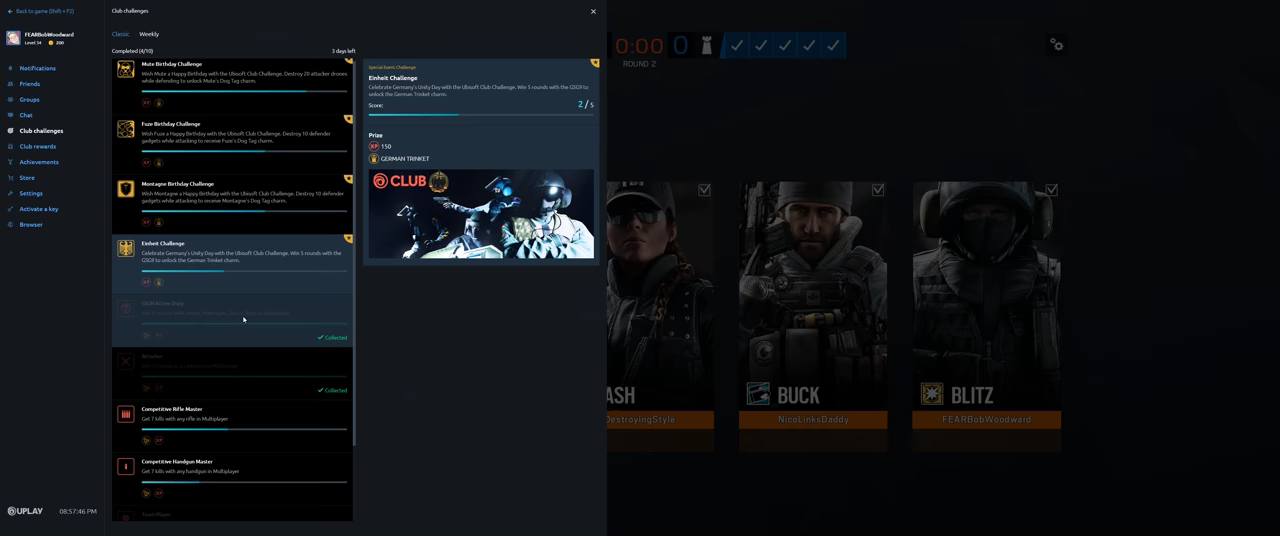 Back to game (Shift + F2)
FEARBobWoodward
Level 34
200
Notifications
Friends
Groups
Chat
Club challenges
Club rewards
Achievements
Store
Settings
Activate a key
Browser
UPLAY
08:57:46 PM
Club challenges
Classic
Weekly
Completed (4/10)
3 days left
Mute Birthday Challenge
Wish Mute a Happy Birthday with the Ubisoft Club Challenge. Destroy 20 attacker drones
while defending to unlock Mute's Dog Tag charm.
XP
Fuze Birthday Challenge
Wish Fuze a Happy Birthday with the Ubisoft Club Challenge. Destroy 10 defender
gadgets while attacking to receive Fuze's Dog Tag charm.
XP
Montagne Birthday Challenge
Wish Montagne a Happy Birthday with the Ubisoft Club Challenge. Destroy 10 defender
gadgets while attacking to receive Montagne's Dog Tag charm.
XP
Einheit Challenge
Celebrate Germany's Unity Day with the Ubisoft Club Challenge. Win 5 rounds with the
GSG9 to unlock the German Trinket charm.
XP
Collected
Attacker
Collected
Competitive Rifle Master
Get 7 kills with any rifle in Multiplayer
XP
Competitive Handgun Master
Get 7 kills with any handgun in Multiplayer
XP
Team Player
Special Event Challenge
Einheit Challenge
Celebrate Germany's Unity Day with the Ubisoft Club Challenge. Win 5 rounds with the GSG9 to
unlock the German Trinket charm.
Score:
2 / 5
Prize
XP 150
GERMAN TRINKET
CLUB
0:00
0
ROUND 2
ASH
DestroyingStyle
BUCK
NicoLinksDaddy
BLITZ
FEARBobWoodward